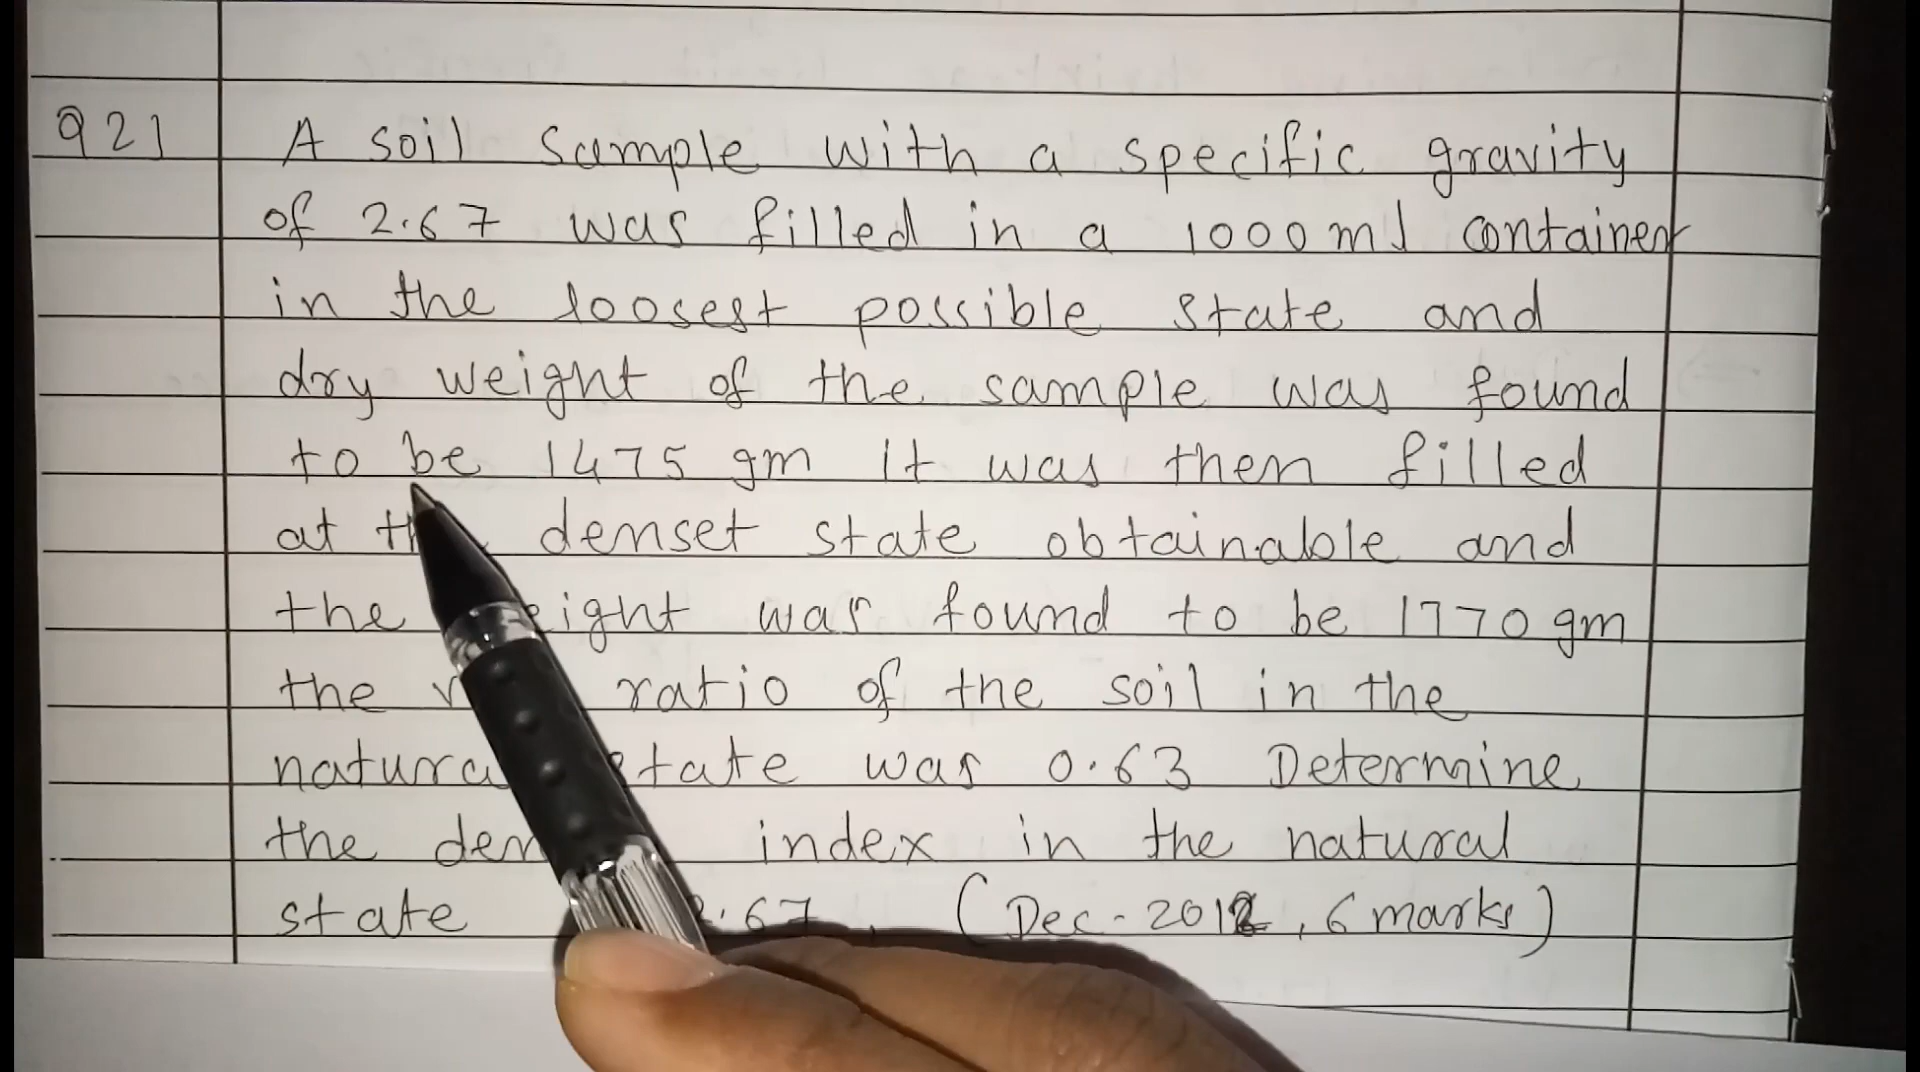 Q21 A soil sample with a specific gravity
of 2.67 was filled in a 1000 ml container
in the loosest possible state and
dry weight of the sample was found
to be 1475 gm It was then filled
at denset state obtainable and
the was found to be 1770 gm
the ratio of the soil in the
state was 0.63 Determine
the index in the natural
state .67 (Dec-2012, 6 marks)